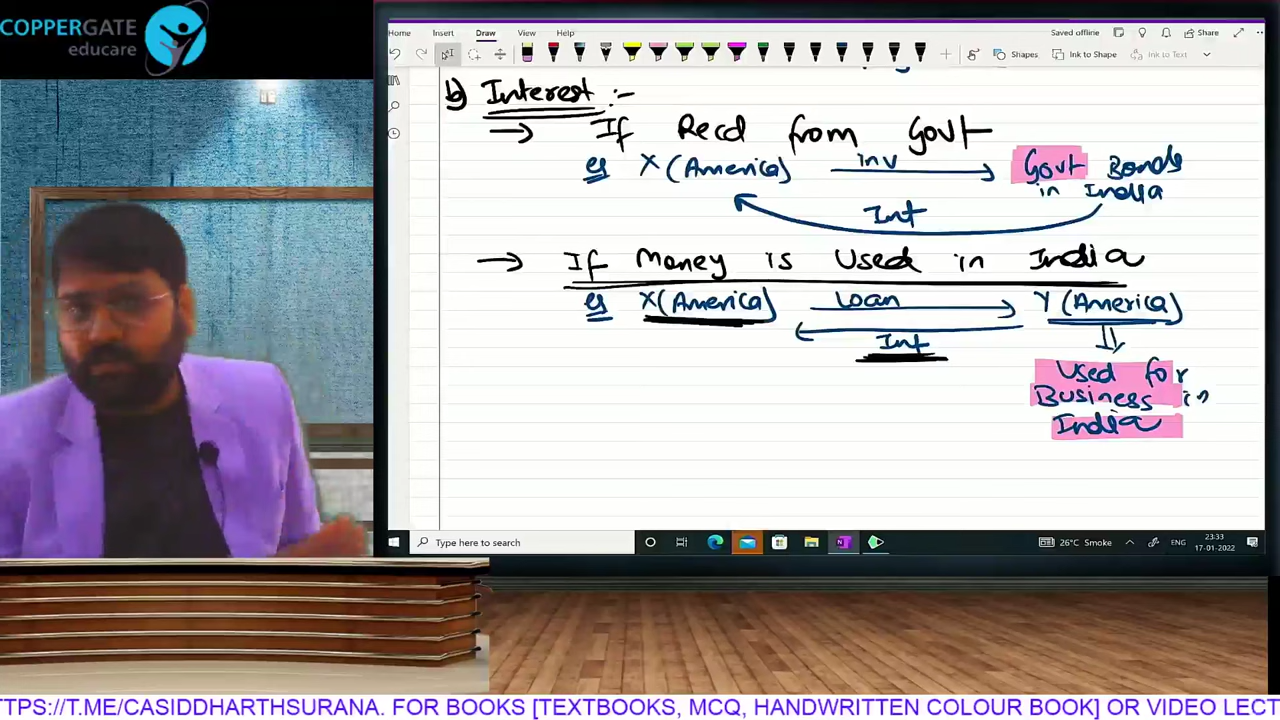 COPPERGATE
educare
Home Insert Draw View Help
Saved offline
Share
Shapes
Ink to Shape
Ink to Text
b) Interest :-
→ If Recd from Govt
eg X (America) inv → Govt Bonds
in India
Int
→ If Money is Used in India
eg X (America) Loan → Y (America)
Int
Used for
Business in
India
Type here to search
26°C Smoke
ENG
23:33
17-01-2022
TTPS://T.ME/CASIDDHARTHSURANA. FOR BOOKS [TEXTBOOKS, MCQ, HANDWRITTEN COLOUR BOOK] OR VIDEO LECT